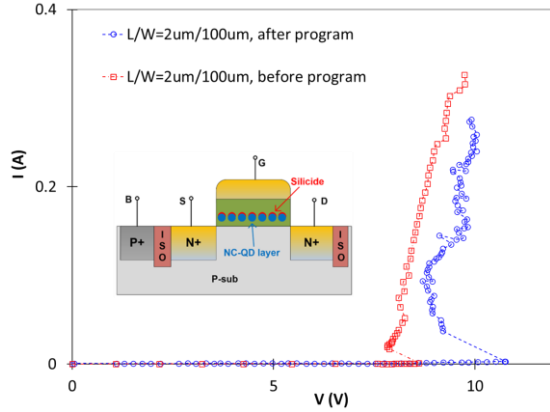 0.4
L/W=2um/100um, after program
L/W=2um/100um, before program
I (A)
G
Silicide
B
S
D
0.2
P+
ISO
N+
NC-QD layer
N+
ISO
P-sub
0
0
5
10
V (V)